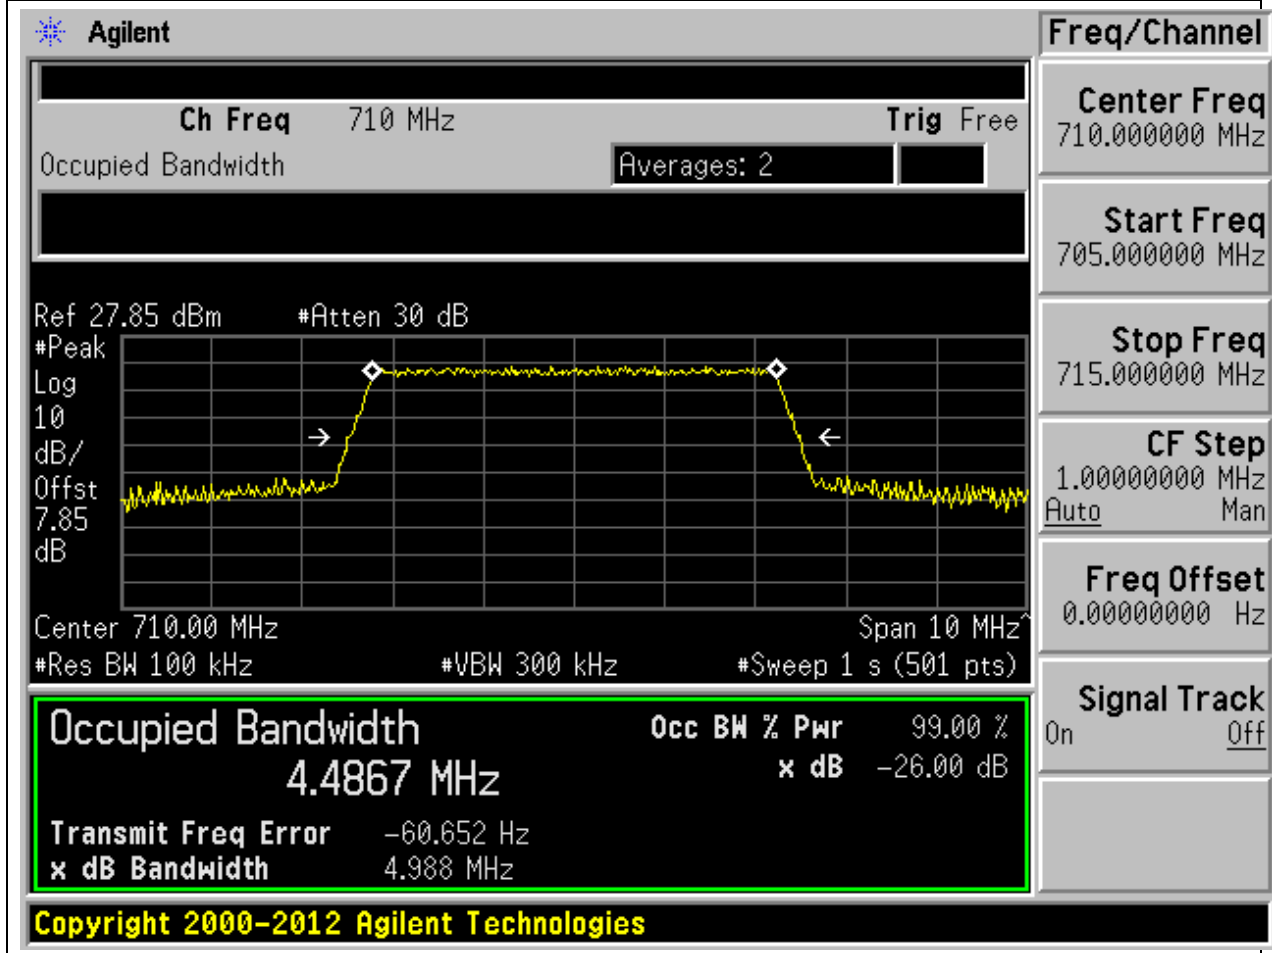 Agilent
Freq/Channel
Ch Freq 710 MHz Trig Free
Occupied Bandwidth Averages: 2
Ref 27.85 dBm #Atten 30 dB
#Peak
Log
10
dB/
Offst
7.85
dB
Center 710.00 MHz Span 10 MHz^
#Res BW 100 kHz #VBW 300 kHz #Sweep 1 s (501 pts)
Occupied Bandwidth
4.4867 MHz
Occ BW % Pwr 99.00 %
x dB -26.00 dB
Transmit Freq Error -60.652 Hz
x dB Bandwidth 4.988 MHz
Center Freq
710.000000 MHz
Start Freq
705.000000 MHz
Stop Freq
715.000000 MHz
CF Step
1.00000000 MHz
Auto Man
Freq Offset
0.00000000 Hz
Signal Track
On Off
Copyright 2000-2012 Agilent Technologies